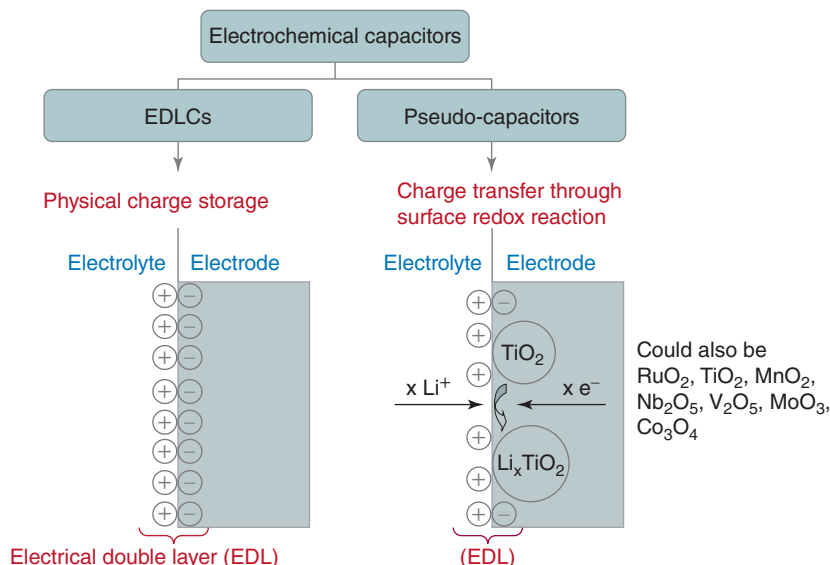 Electrochemical capacitors
EDLCs
Pseudo-capacitors
Physical charge storage
Charge transfer through
surface redox reaction
Electrolyte
Electrode
Electrolyte
Electrode
+ −
+ −
+ −
+ −
+ −
+ −
+ −
+ −
+ −
+
TiO₂
+
x Li⁺
x e⁻
+
LiₓTiO₂
+
+ −
Could also be
RuO₂, TiO₂, MnO₂,
Nb₂O₅, V₂O₅, MoO₃,
Co₃O₄
Electrical double layer (EDL)
(EDL)